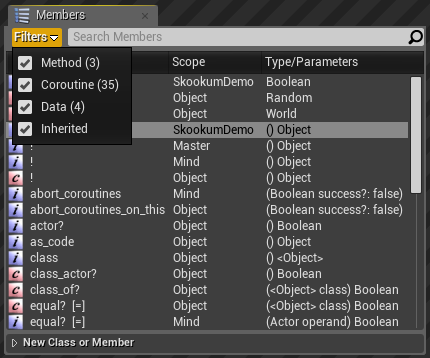 Members
Filters
Search Members
Scope
Type/Parameters
Method (3)
Coroutine (35)
Data (4)
Inherited
SkookumDemo Boolean
Object Random
Object World
SkookumDemo () Object
i ! Master () Object
i ! Mind () Object
c ! Object () Object
i abort_coroutines Mind (Boolean success?: false)
i abort_coroutines_on_this Object (Boolean success?: false)
i actor? Object () Boolean
i as_code Object () Object
i class Object () <Object>
c class_actor? Object () Boolean
c class_of? Object (<Object> class) Boolean
c equal? [=] Object (<Object> class) Boolean
i equal? [=] Mind (Actor operand) Boolean
New Class or Member